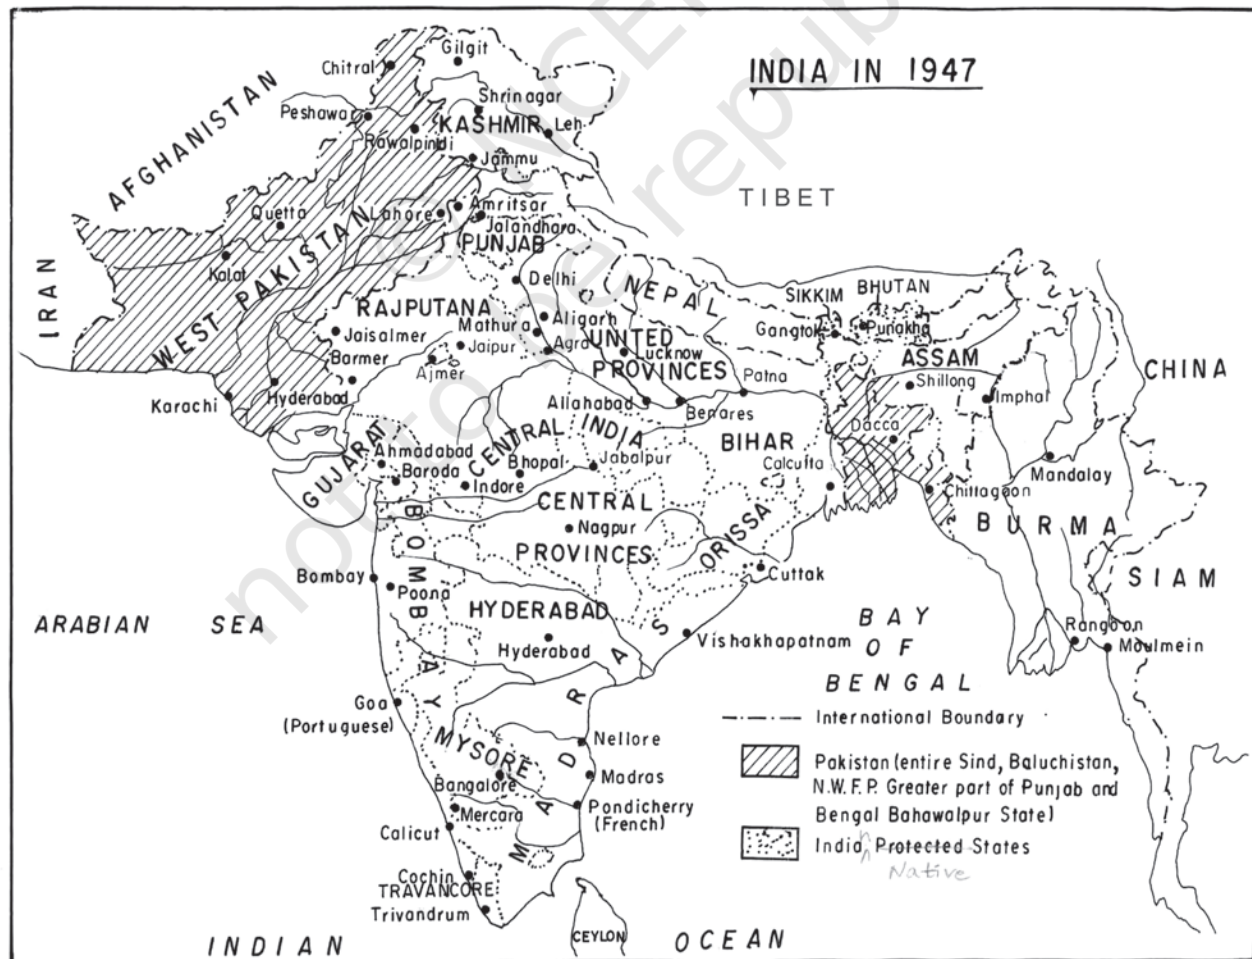 INDIA IN 1947
Gilgit
Chitral
Shrinagar
Peshawar
KASHMIR
Leh
Rawalpindi
Jammu
AFGHANISTAN
TIBET
Quetta
Lahore
Amritsar
Jalandhara
PUNJAB
Kalat
WEST PAKISTAN
IRAN
Delhi
NEPAL
SIKKIM
BHUTAN
RAJPUTANA
Aligarh
Gangtok
Punakha
Jaisalmer
Mathura
UNITED
Jaipur
Agra
Lucknow
ASSAM
Barmer
Ajmer
PROVINCES
Patna
Shillong
CHINA
Karachi
Hyderabad
Allahabad
Benares
Imphal
Dacca
GUJARAT
CENTRAL INDIA
BIHAR
Ahmadabad
Baroda
Bhopal
Jabalpur
Calcutta
Mandalay
Indore
CENTRAL
Chittagoon
Nagpur
ORISSA
BURMA
PROVINCES
BOMBAY
Bombay
Poona
Cuttak
SIAM
HYDERABAD
ARABIAN SEA
Hyderabad
Vishakhapatnam
BAY
OF
BENGAL
Rangoon
Moulmein
Goa
(Portuguese)
MADRAS
MYSORE
Nellore
Bangalore
Madras
Mercara
Pondicherry
(French)
Calicut
Cochin
TRAVANCORE
Trivandrum
CEYLON
INDIAN OCEAN
International Boundary
Pakistan (entire Sind, Baluchistan,
N.W.F.P. Greater part of Punjab and
Bengal Bahawalpur State)
India n Protected States
Native
not to be republ